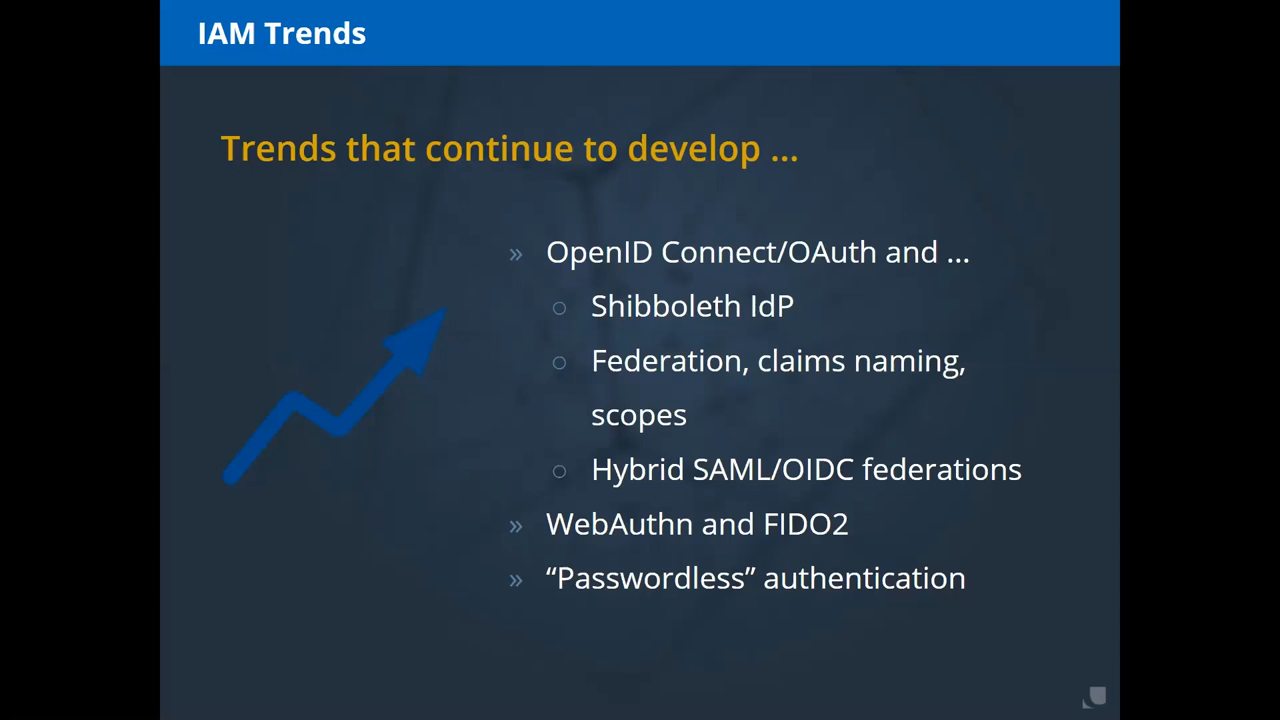 IAM Trends
Trends that continue to develop ...
» OpenID Connect/OAuth and ...
○ Shibboleth IdP
○ Federation, claims naming,
scopes
○ Hybrid SAML/OIDC federations
» WebAuthn and FIDO2
» “Passwordless” authentication